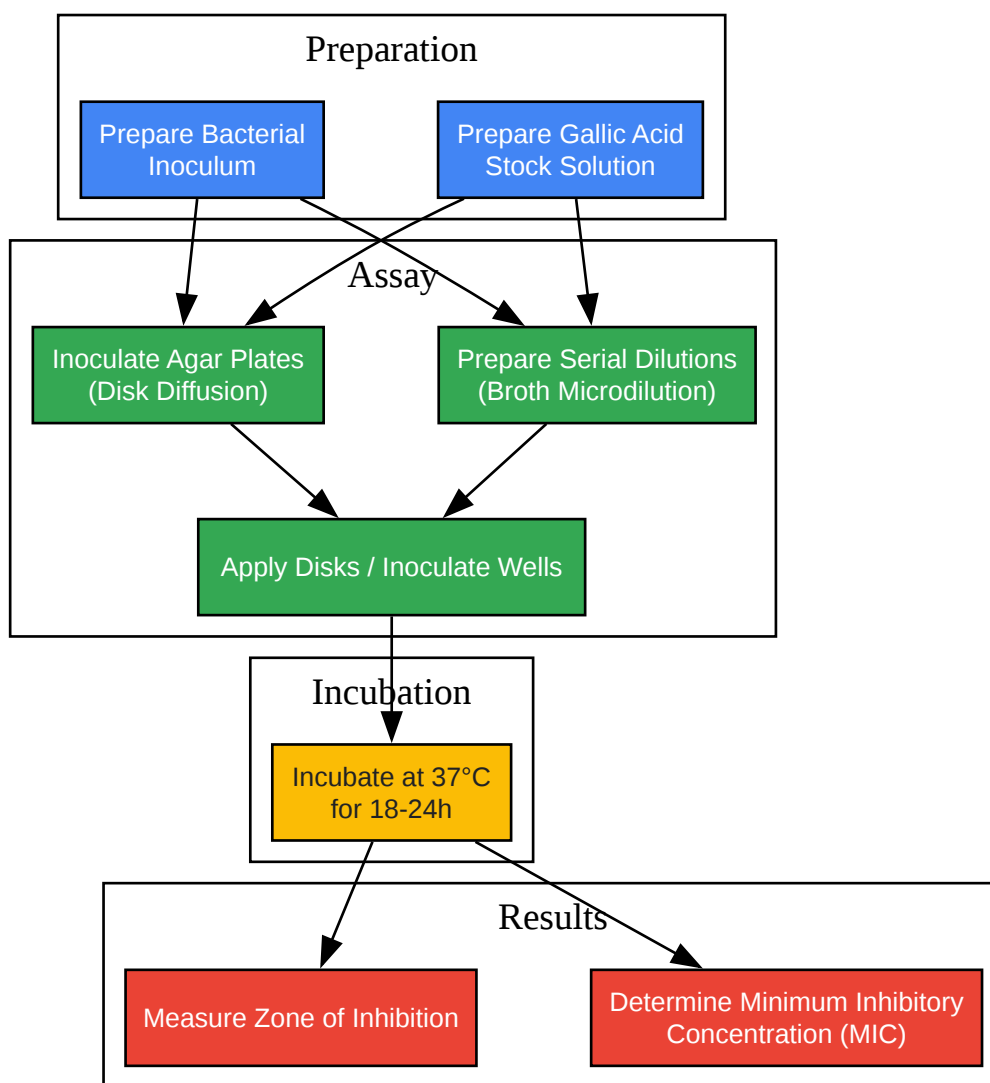 Preparation
Prepare Bacterial
Inoculum
Prepare Gallic Acid
Stock Solution
Assay
Inoculate Agar Plates
(Disk Diffusion)
Prepare Serial Dilutions
(Broth Microdilution)
Apply Disks / Inoculate Wells
Incubation
Incubate at 37°C
for 18-24h
Results
Measure Zone of Inhibition
Determine Minimum Inhibitory
Concentration (MIC)